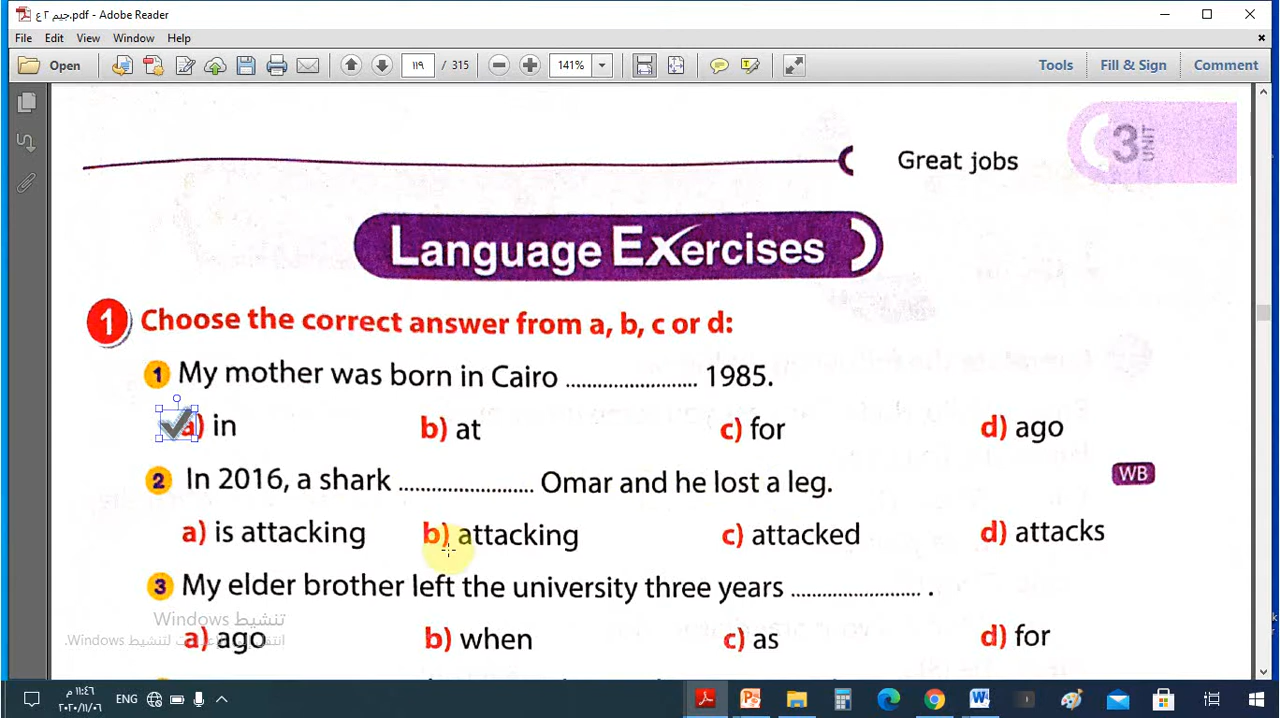 جيم ٢ ع.pdf - Adobe Reader
File Edit View Window Help
Open ١١٩ / 315 141% Tools Fill & Sign Comment
Great jobs
3 UNIT
Language Exercises
1 Choose the correct answer from a, b, c or d:
1 My mother was born in Cairo ........................ 1985.
a) in b) at c) for d) ago
2 In 2016, a shark ........................ Omar and he lost a leg. WB
a) is attacking b) attacking c) attacked d) attacks
3 My elder brother left the university three years ........................ .
تنشيط Windows
a) ago b) when c) as d) for
لتنشيط Windows.
ENG
١١:٤٦ م
٢٠٢٠/١١/٠٦